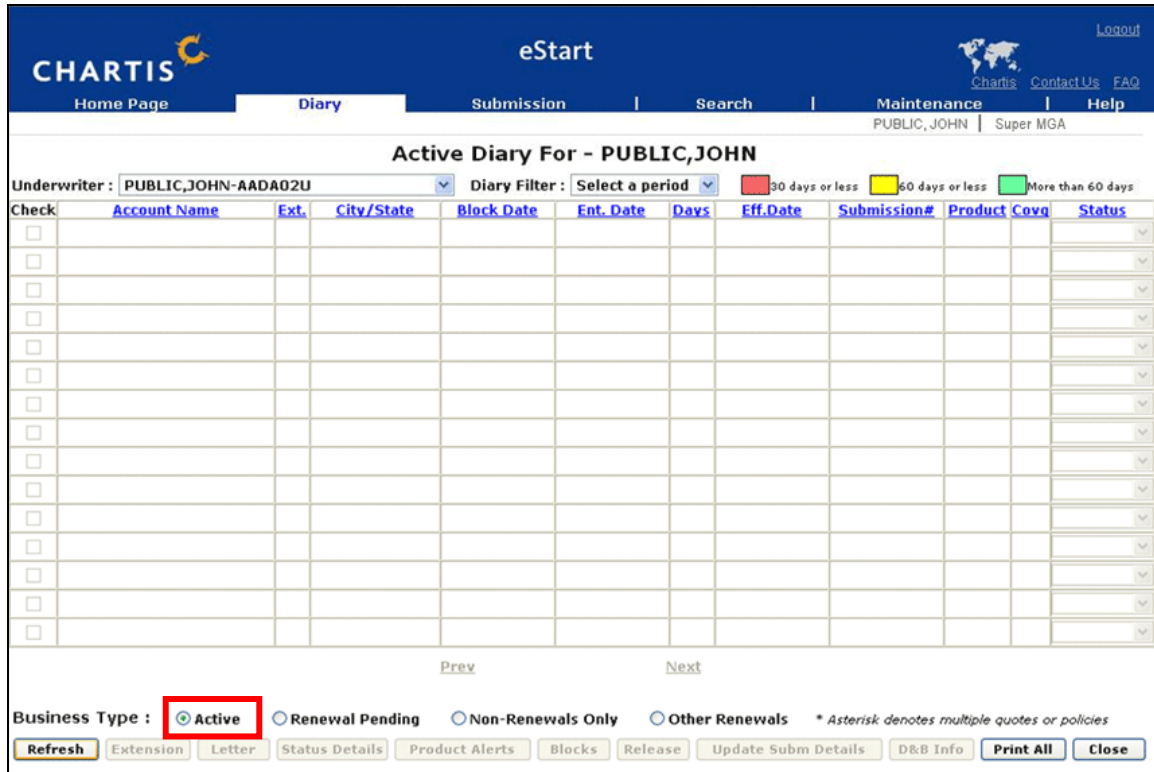 Logout
CHARTIS
eStart
Chartis Contact Us FAQ
Home Page Diary Submission | Search | Maintenance | Help
PUBLIC, JOHN | Super MGA
Active Diary For - PUBLIC,JOHN
Underwriter : PUBLIC,JOHN-AADA02U Diary Filter : Select a period 30 days or less 60 days or less More than 60 days
Check Account Name Ext. City/State Block Date Ent. Date Days Eff.Date Submission# Product Covg Status
Prev Next
Business Type : Active Renewal Pending Non-Renewals Only Other Renewals * Asterisk denotes multiple quotes or policies
Refresh Extension Letter Status Details Product Alerts Blocks Release Update Subm Details D&B Info Print All Close